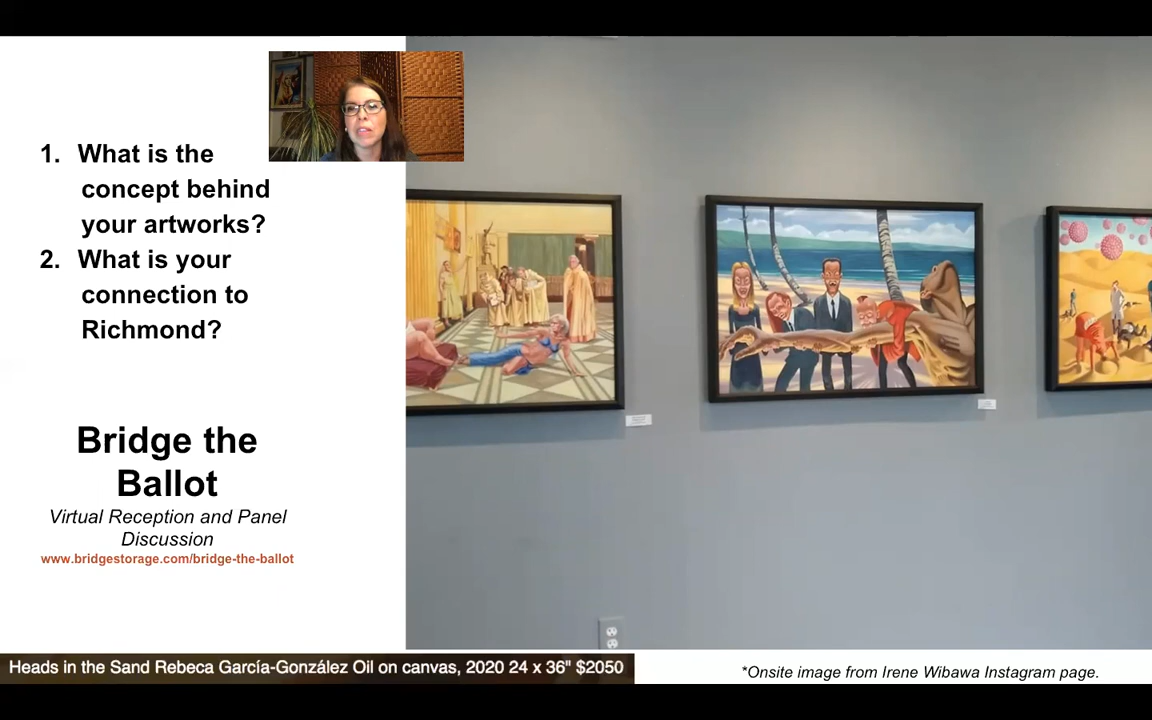 1. What is the
concept behind
your artworks?
2. What is your
connection to
Richmond?
Bridge the
Ballot
Virtual Reception and Panel
Discussion
www.bridgestorage.com/bridge-the-ballot
Heads in the Sand Rebeca García-González Oil on canvas, 2020 24 x 36" $2050
*Onsite image from Irene Wibawa Instagram page.